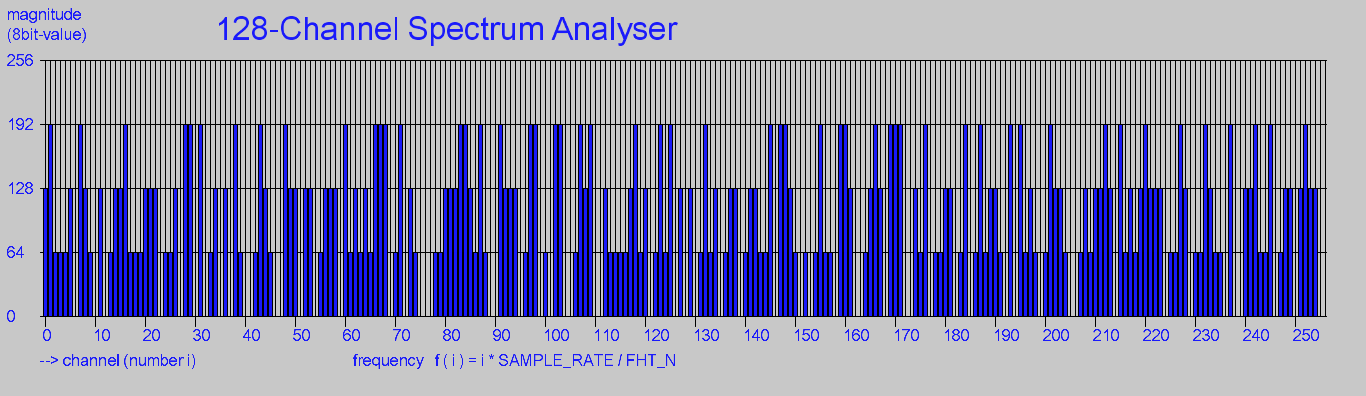 magnitude
(8bit-value)
128-Channel Spectrum Analyser
256
192
128
64
0
0 10 20 30 40 50 60 70 80 90 100 110 120 130 140 150 160 170 180 190 200 210 220 230 240 250
--> channel (number i)
frequency f ( i ) = i * SAMPLE_RATE / FHT_N